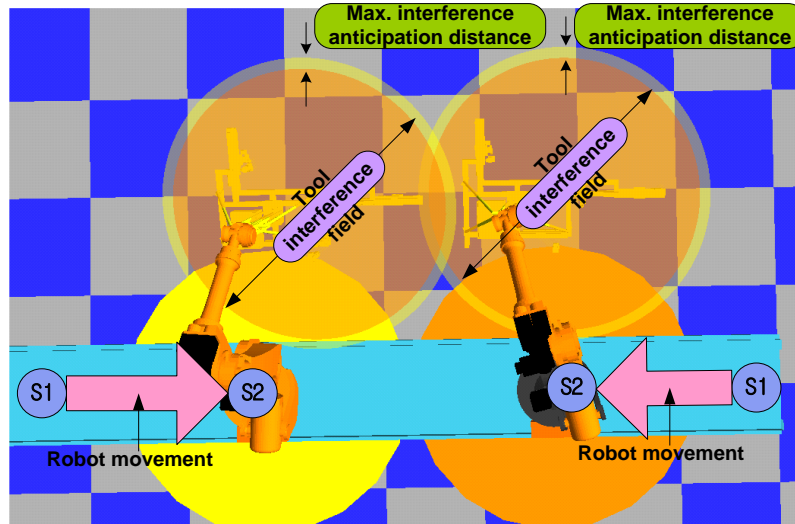 Max. interference
anticipation distance
Max. interference
anticipation distance
Tool
interference
field
Tool
interference
field
S1
S2
S2
S1
Robot movement
Robot movement